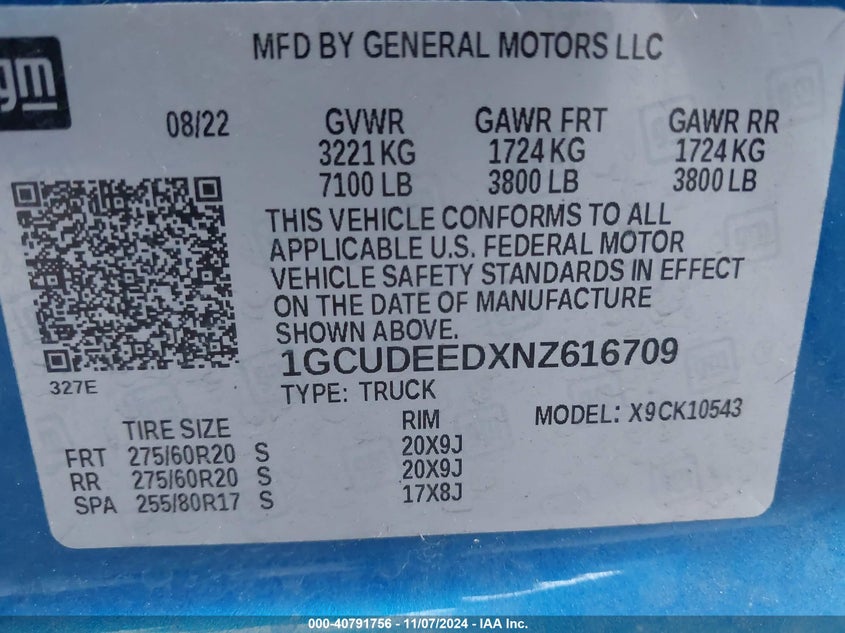 gm
MFD BY GENERAL MOTORS LLC
08/22 GVWR GAWR FRT GAWR RR
3221 KG 1724 KG 1724 KG
7100 LB 3800 LB 3800 LB
THIS VEHICLE CONFORMS TO ALL
APPLICABLE U.S. FEDERAL MOTOR
VEHICLE SAFETY STANDARDS IN EFFECT
ON THE DATE OF MANUFACTURE
SHOWN ABOVE.
1GCUDEEDXNZ616709
327E
TYPE: TRUCK
MODEL: X9CK10543
TIRE SIZE RIM
FRT 275/60R20 S 20X9J
RR 275/60R20 S 20X9J
SPA 255/80R17 S 17X8J
000-40791756 - 11/07/2024 - IAA Inc.